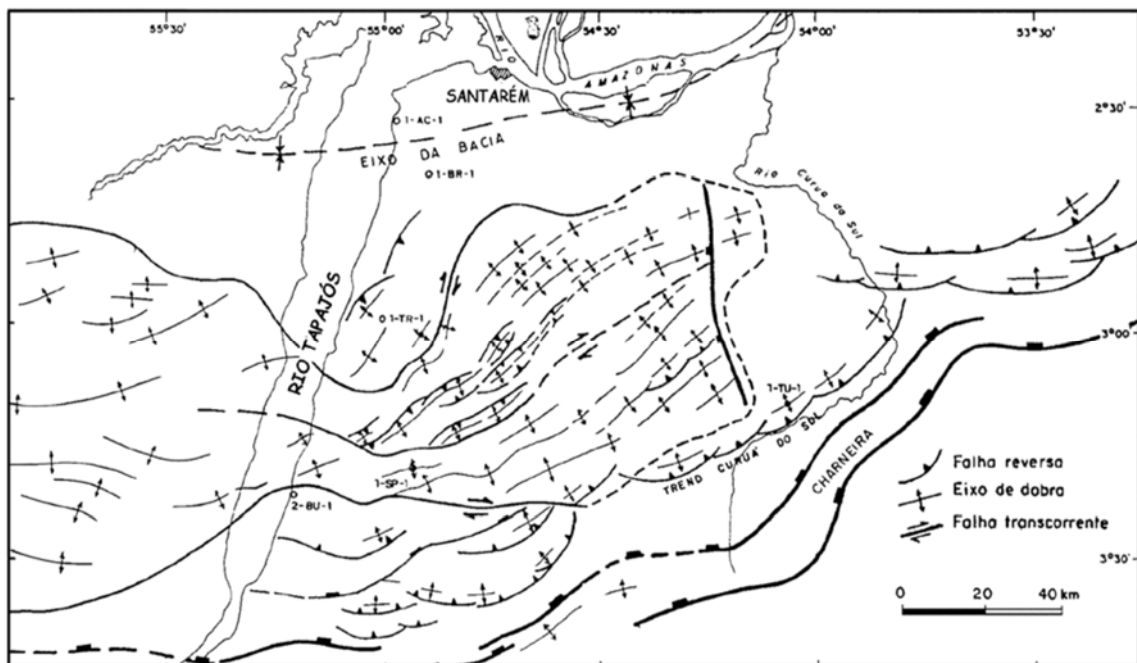 55°30'
55°00'
54°30'
54°00'
53°30'
RIO
AMAZONAS
SANTARÉM
2°30'
1-AC-1
EIXO DA BACIA
1-BR-1
Rio Curua do Sul
RIO TAPAJÓS
1-TR-1
3°00'
1-TU-1
TREND CURUÁ DO SUL
CHARNEIRA
1-SP-1
2-BU-1
Falha reversa
Eixo de dobra
Falha transcorrente
3°30'
0 20 40 km